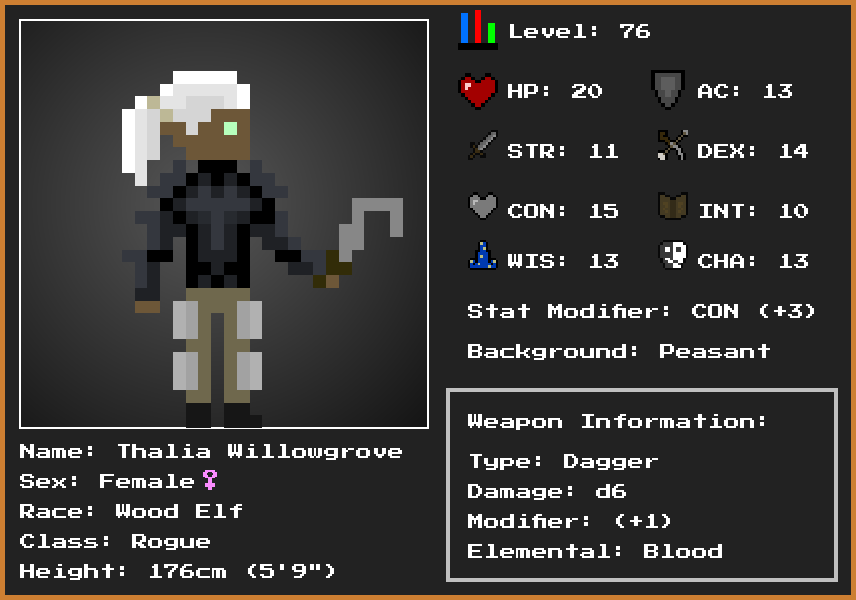 Level: 76
HP: 20 AC: 13
STR: 11 DEX: 14
CON: 15 INT: 10
WIS: 13 CHA: 13
Stat Modifier: CON (+3)
Background: Peasant
Weapon Information:
Type: Dagger
Damage: d6
Modifier: (+1)
Elemental: Blood
Name: Thalia Willowgrove
Sex: Female♀
Race: Wood Elf
Class: Rogue
Height: 176cm (5'9")